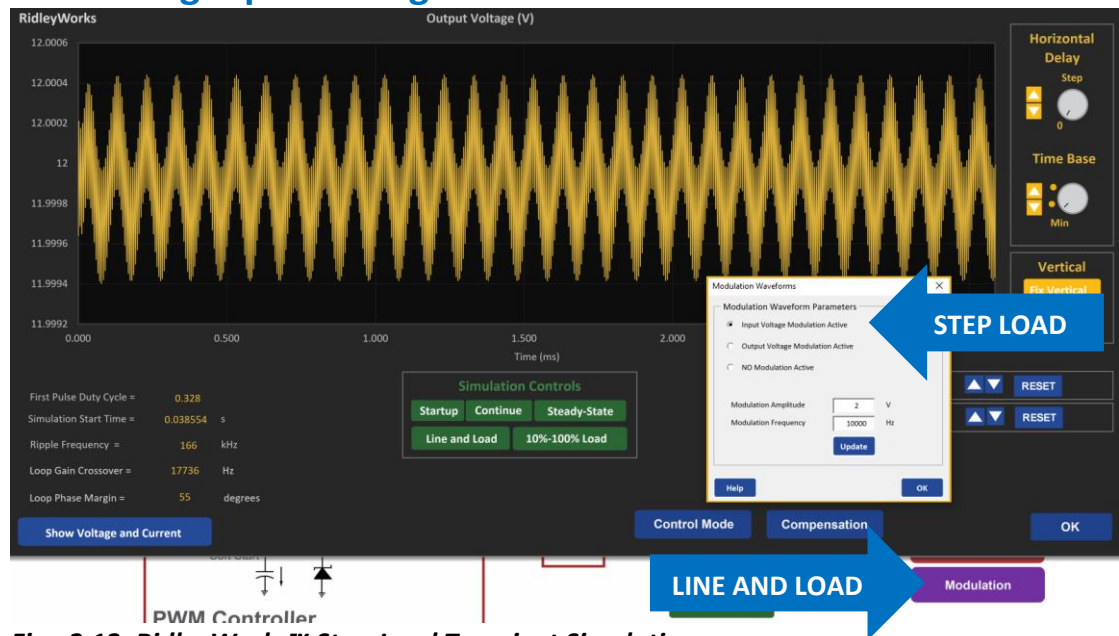 RidleyWorks
Output Voltage (V)
12.0006
12.0004
12.0002
12
11.9998
11.9996
11.9994
11.9992
0.000
0.500
1.000
1.500
2.000
Time (ms)
Horizontal
Delay
Step
0
Time Base
Min
Vertical
Fix Vertical
Modulation Waveforms
Modulation Waveform Parameters
Input Voltage Modulation Active
Output Voltage Modulation Active
NO Modulation Active
Modulation Amplitude 2 V
Modulation Frequency 10000 Hz
Update
Help
OK
STEP LOAD
RESET
RESET
First Pulse Duty Cycle = 0.328
Simulation Start Time = 0.038554 s
Ripple Frequency = 166 kHz
Loop Gain Crossover = 17736 Hz
Loop Phase Margin = 55 degrees
Simulation Controls
Startup Continue Steady-State
Line and Load 10%-100% Load
Show Voltage and Current
Control Mode
Compensation
OK
LINE AND LOAD
Modulation
PWM Controller